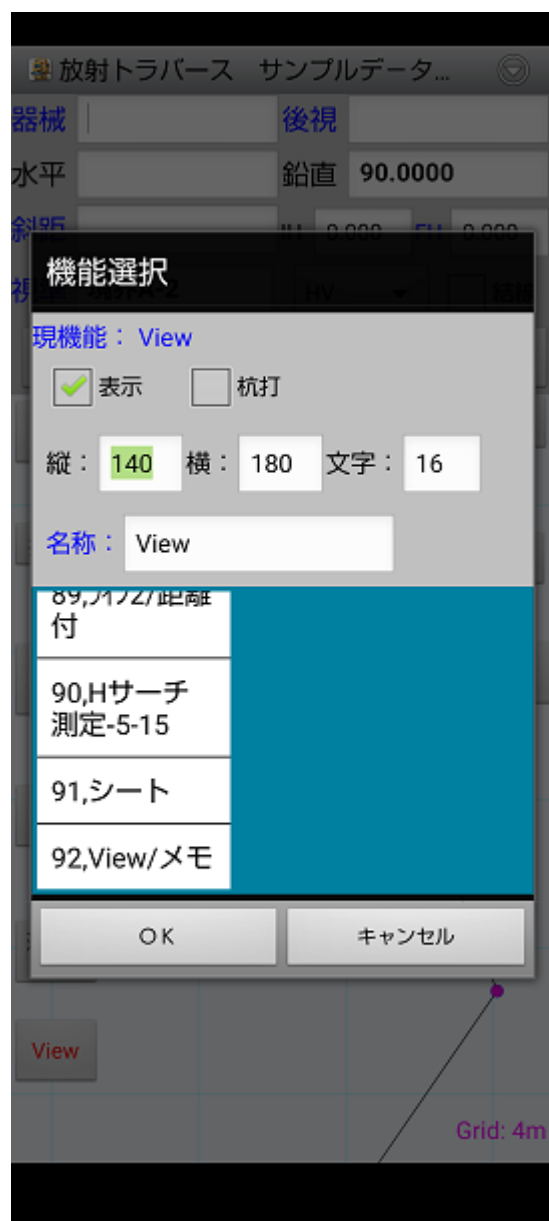 放射トラバース サンプルデータ...
器械
後視
水平
鉛直 90.0000
機能選択
現機能： View
表示 杭打
縦： 140 横： 180 文字： 16
名称： View
付
90,Hサーチ
測定-5-15
91,シート
92,View/メモ
OK キャンセル
View
Grid: 4m